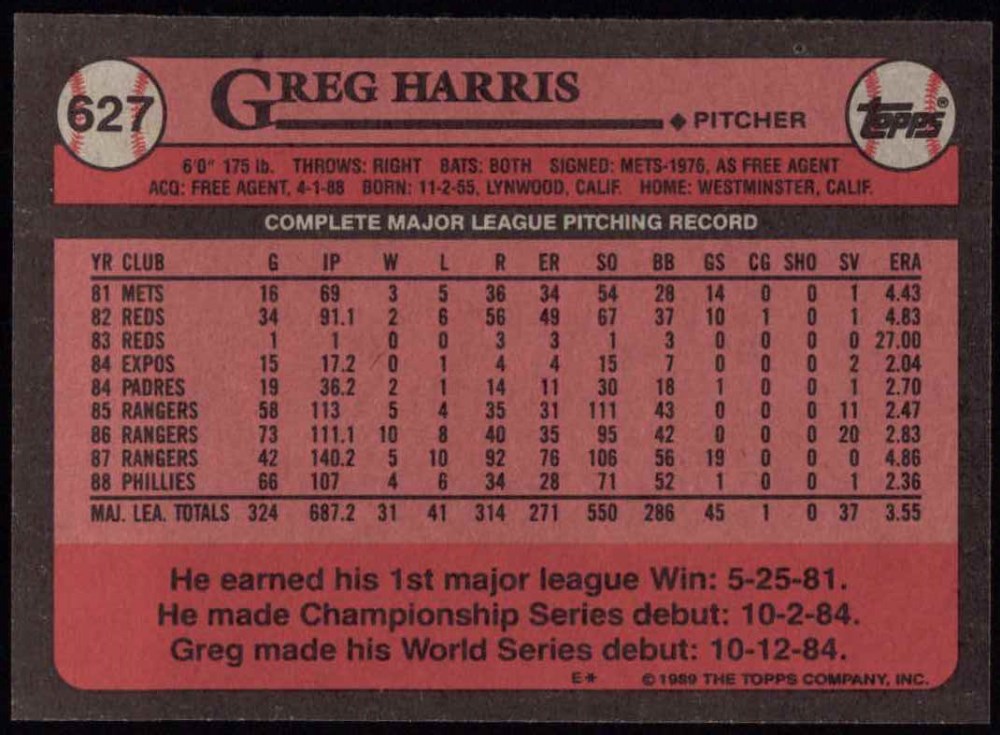 627
GREG HARRIS
◆ PITCHER
TOPPS®
6'0" 175 lb. THROWS: RIGHT BATS: BOTH SIGNED: METS-1976, AS FREE AGENT
ACQ: FREE AGENT, 4-1-88 BORN: 11-2-55, LYNWOOD, CALIF. HOME: WESTMINSTER, CALIF.
COMPLETE MAJOR LEAGUE PITCHING RECORD
YR CLUB G IP W L R ER SO BB GS CG SHO SV ERA
81 METS 16 69 3 5 36 34 54 28 14 0 0 1 4.43
82 REDS 34 91.1 2 6 56 49 67 37 10 1 0 1 4.83
83 REDS 1 1 0 0 3 3 1 3 0 0 0 0 27.00
84 EXPOS 15 17.2 0 1 4 4 15 7 0 0 0 2 2.04
84 PADRES 19 36.2 2 1 14 11 30 18 1 0 0 1 2.70
85 RANGERS 58 113 5 4 35 31 111 43 0 0 0 11 2.47
86 RANGERS 73 111.1 10 8 40 35 95 42 0 0 0 20 2.83
87 RANGERS 42 140.2 5 10 92 76 106 56 19 0 0 0 4.86
88 PHILLIES 66 107 4 6 34 28 71 52 1 0 0 1 2.36
MAJ. LEA. TOTALS 324 687.2 31 41 314 271 550 286 45 1 0 37 3.55
He earned his 1st major league Win: 5-25-81.
He made Championship Series debut: 10-2-84.
Greg made his World Series debut: 10-12-84.
E* © 1989 THE TOPPS COMPANY, INC.